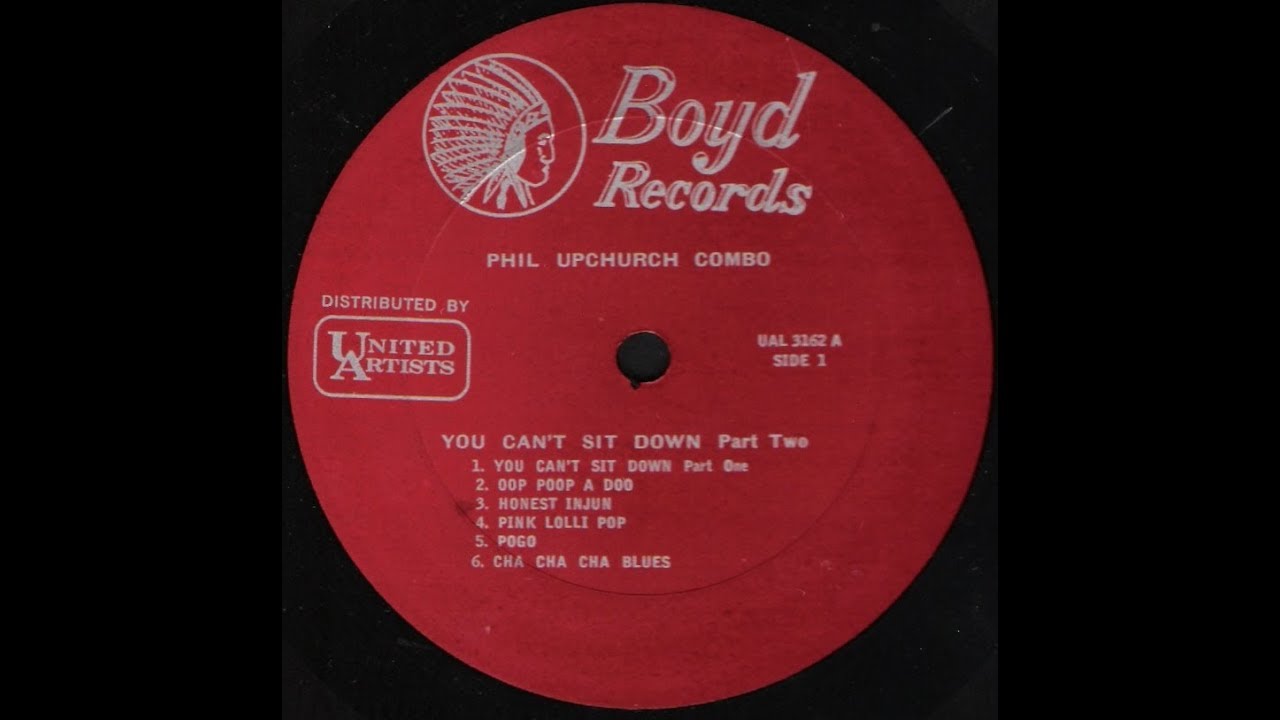 Boyd
Records
PHIL UPCHURCH COMBO
DISTRIBUTED BY
UNITED
ARTISTS
UAL 3162 A
SIDE 1
YOU CAN'T SIT DOWN Part Two
1. YOU CAN'T SIT DOWN Part One
2. OOP POOP A DOO
3. HONEST INJUN
4. PINK LOLLI POP
5. POGO
6. CHA CHA CHA BLUES